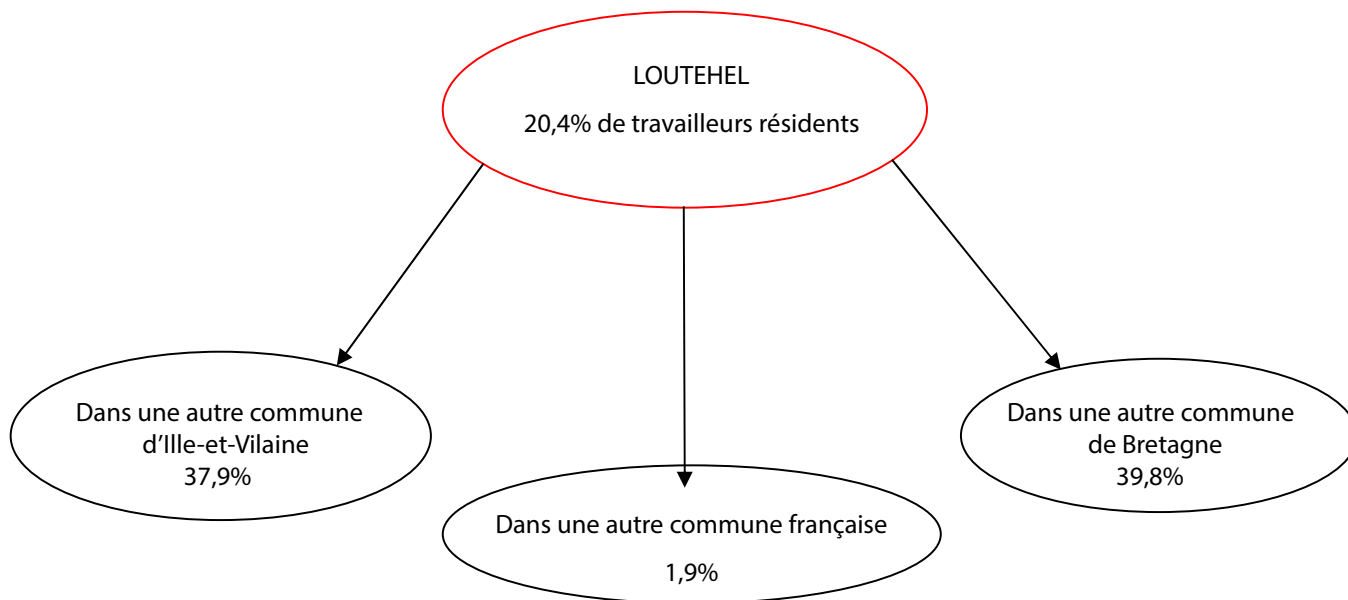 LOUTEHEL
20,4% de travailleurs résidents
Dans une autre commune
d'Ille-et-Vilaine
37,9%
Dans une autre commune française
1,9%
Dans une autre commune
de Bretagne
39,8%